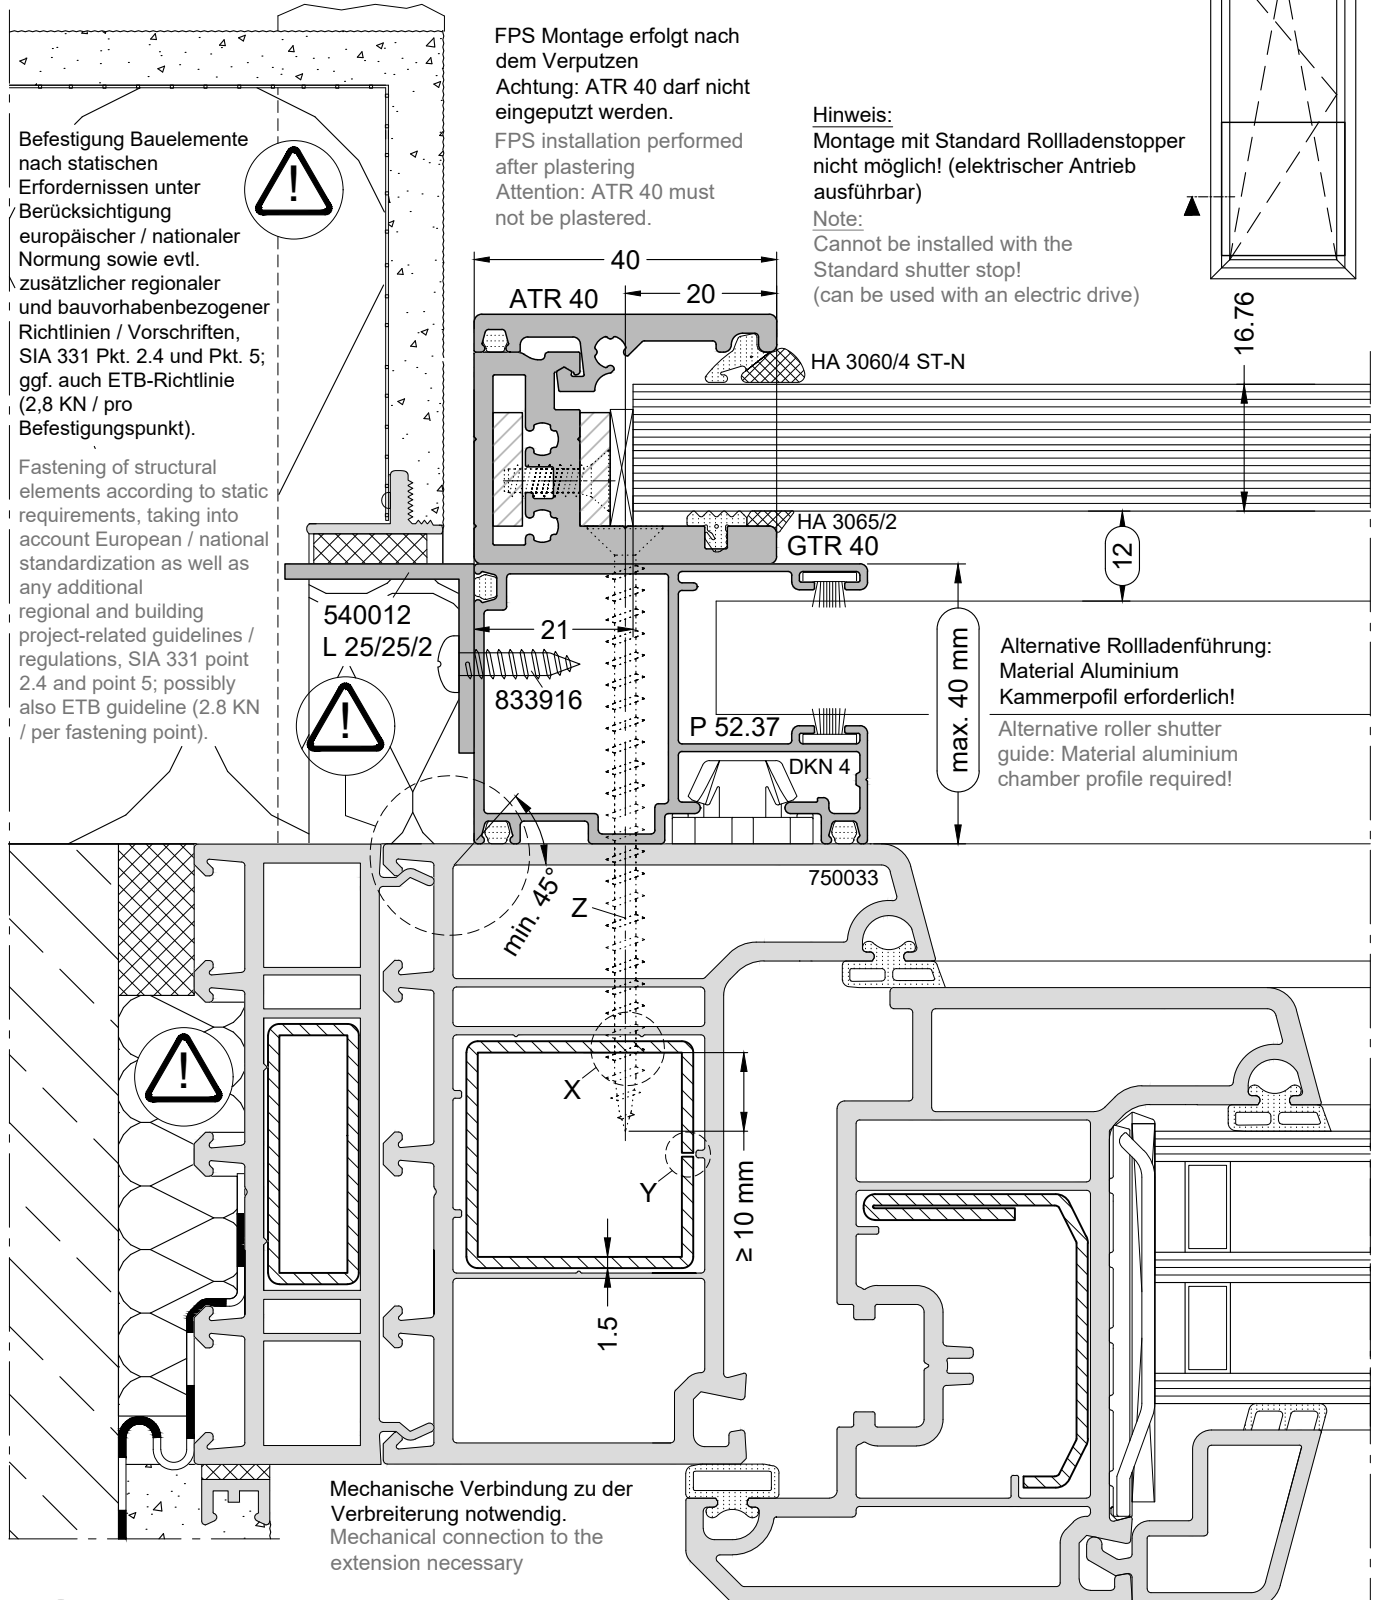 FPS Montage erfolgt nach
dem Verputzen
Achtung: ATR 40 darf nicht
eingeputzt werden.
FPS installation performed
after plastering
Attention: ATR 40 must
not be plastered.
Hinweis:
Montage mit Standard Rollladenstopper
nicht möglich! (elektrischer Antrieb
ausführbar)
Note:
Cannot be installed with the
Standard shutter stop!
(can be used with an electric drive)
Befestigung Bauelemente
nach statischen
Erfordernissen unter
Berücksichtigung
europäischer / nationaler
Normung sowie evtl.
zusätzlicher regionaler
und bauvorhabenbezogener
Richtlinien / Vorschriften,
SIA 331 Pkt. 2.4 und Pkt. 5;
ggf. auch ETB-Richtlinie
(2,8 KN / pro
Befestigungspunkt).
Fastening of structural
elements according to static
requirements, taking into
account European / national
standardization as well as
any additional
regional and building
project-related guidelines /
regulations, SIA 331 point
2.4 and point 5; possibly
also ETB guideline (2.8 KN
/ per fastening point).
!
40
ATR 40
20
16.76
HA 3060/4 ST-N
HA 3065/2
GTR 40
12
540012
L 25/25/2
21
833916
!
P 52.37
DKN 4
max. 40 mm
Alternative Rollladenführung:
Material Aluminium
Kammerpofil erforderlich!
Alternative roller shutter
guide: Material aluminium
chamber profile required!
750033
min. 45°
Z
!
X
Y
≥ 10 mm
1.5
Mechanische Verbindung zu der
Verbreiterung notwendig.
Mechanical connection to the
extension necessary